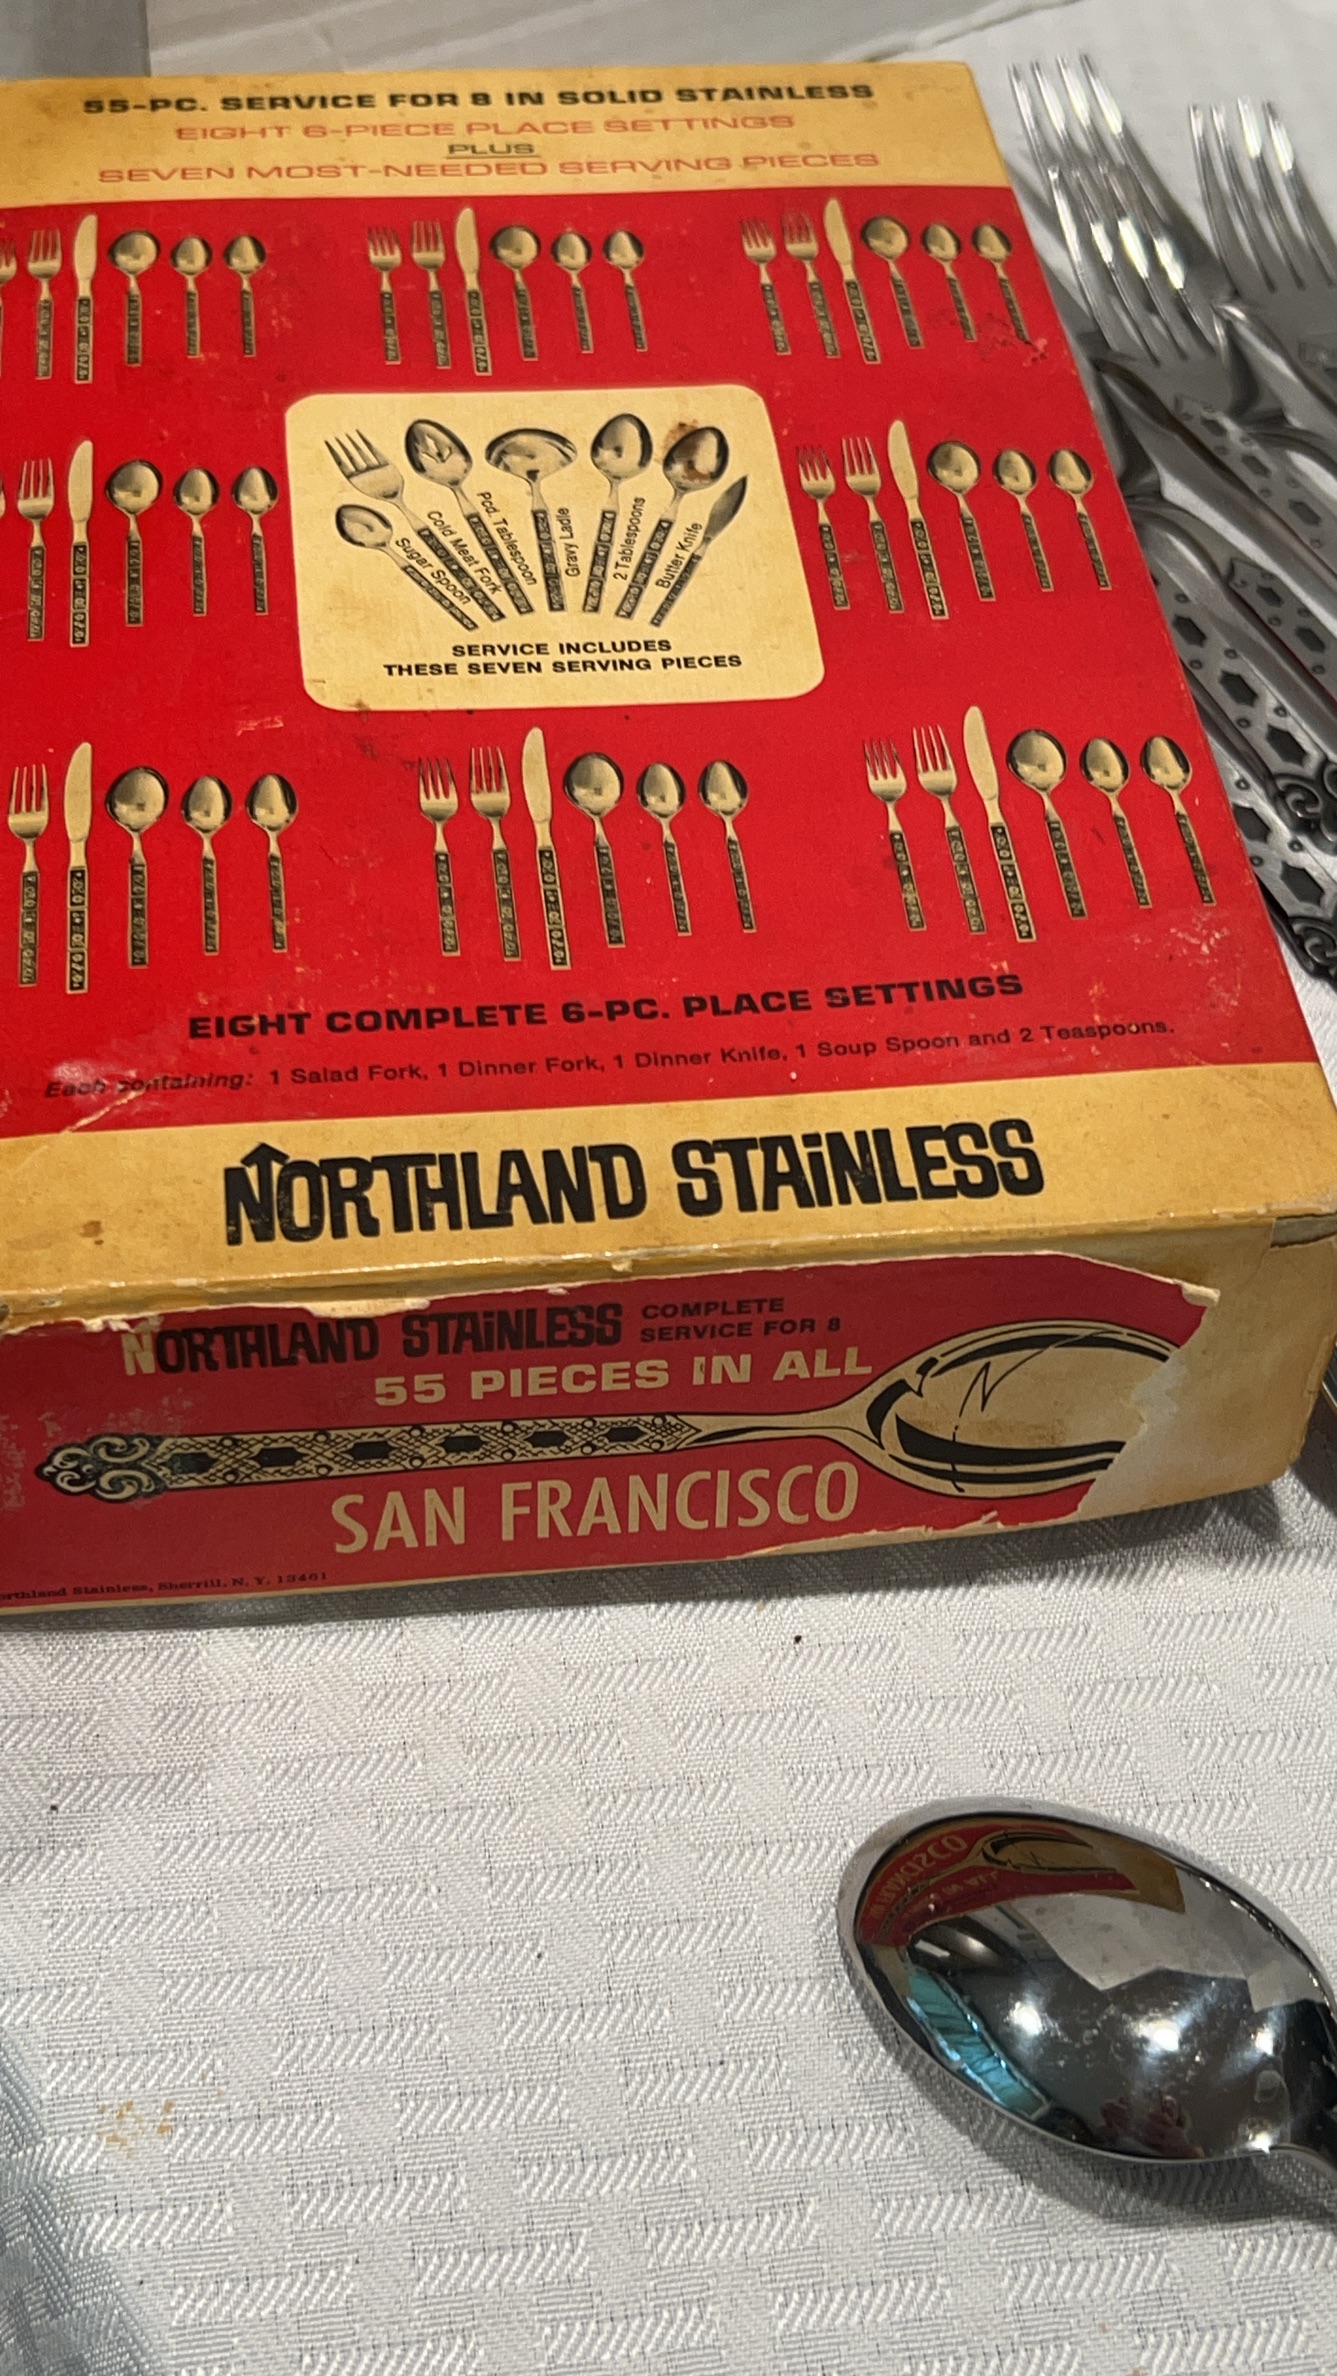 55-PC. SERVICE FOR 8 IN SOLID STAINLESS
EIGHT 6-PIECE PLACE SETTINGS
PLUS
SEVEN MOST-NEEDED SERVING PIECES
Sugar Spoon
Cold Meat Fork
Pcd. Tablespoon
Gravy Ladle
2 Tablespoons
Butter Knife
SERVICE INCLUDES
THESE SEVEN SERVING PIECES
EIGHT COMPLETE 6-PC. PLACE SETTINGS
Each containing: 1 Salad Fork, 1 Dinner Fork, 1 Dinner Knife, 1 Soup Spoon and 2 Teaspoons.
NORTHLAND STAiNLESS
NORTHLAND STAiNLESS COMPLETE
SERVICE FOR 8
55 PIECES IN ALL
N
SAN FRANCISCO
rthland Stainless, Sherrill, N. Y. 13461